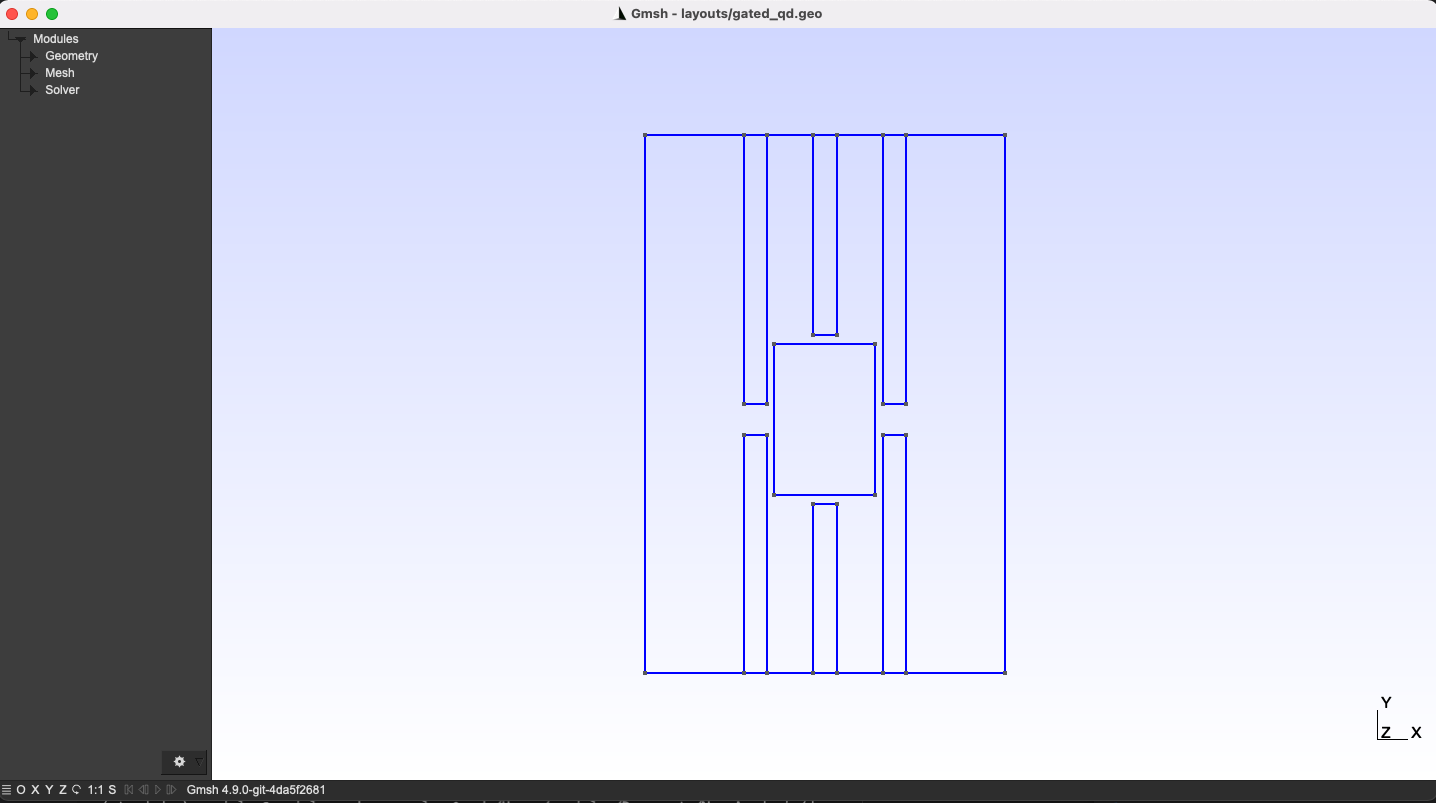 Gmsh - layouts/gated_qd.geo
Modules
Geometry
Mesh
Solver
Y
Z X
O X Y Z 1:1 S Gmsh 4.9.0-git-4da5f2681